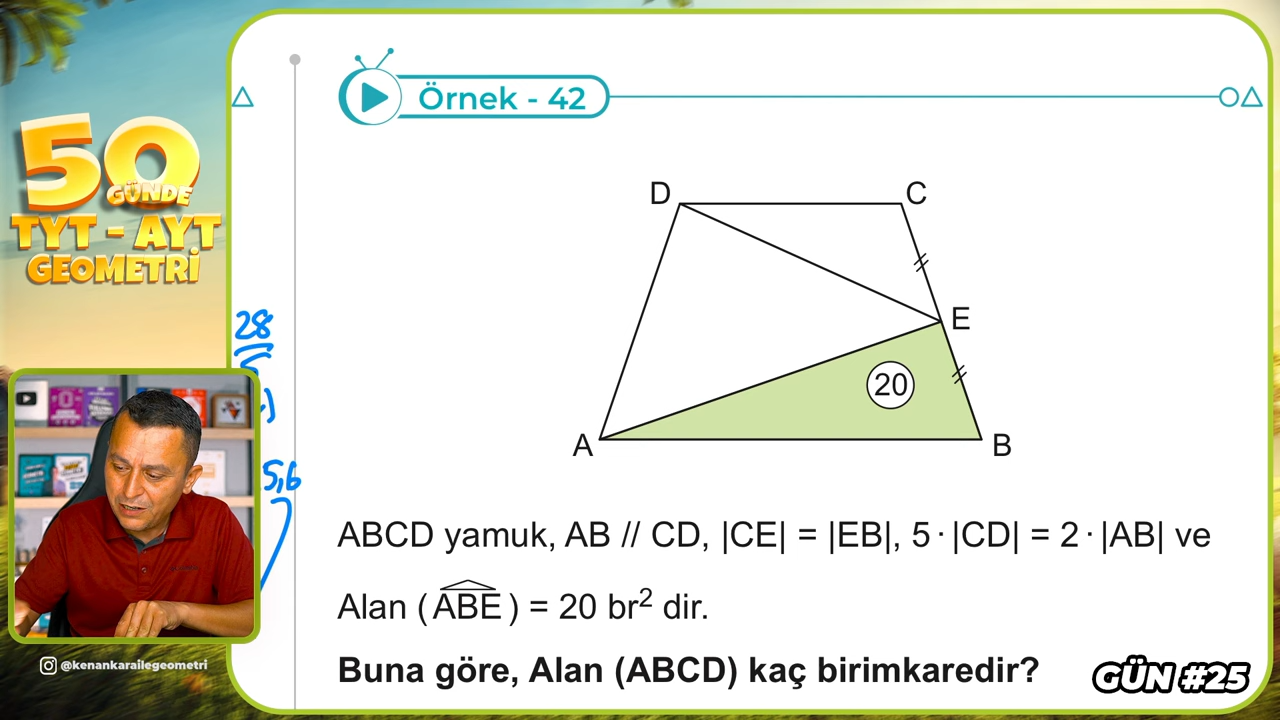 50
GÜNDE
TYT - AYT
GEOMETRİ
Örnek - 42
D
C
E
20
A
B
28
5,6
ABCD yamuk, AB // CD, |CE| = |EB|, 5·|CD| = 2·|AB| ve
Alan (ABE) = 20 br² dir.
Buna göre, Alan (ABCD) kaç birimkaredir?
@kenankarailegeometri
GÜN #25